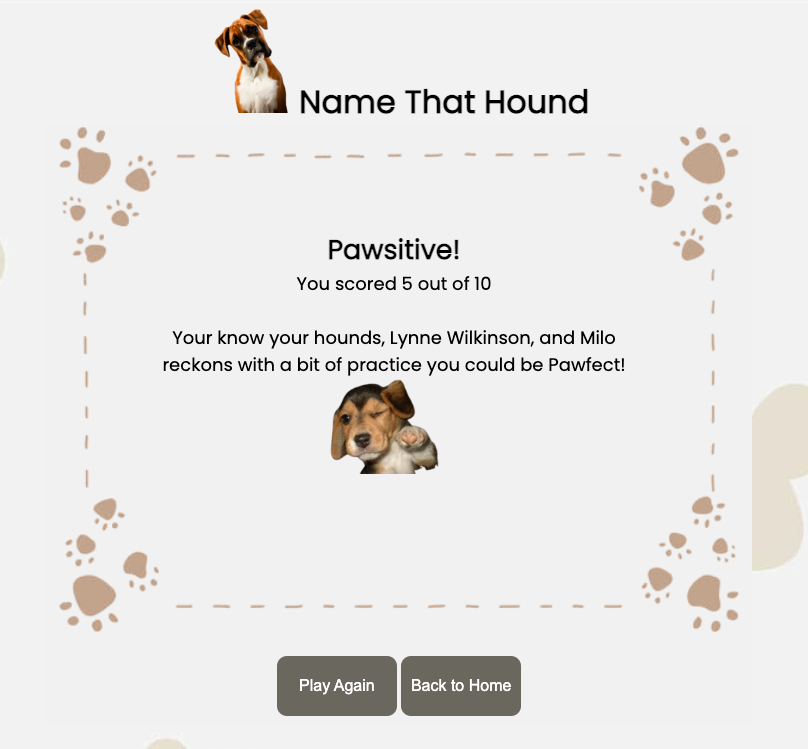 Name That Hound
Pawsitive!
You scored 5 out of 10
Your know your hounds, Lynne Wilkinson, and Milo
reckons with a bit of practice you could be Pawfect!
Play Again
Back to Home